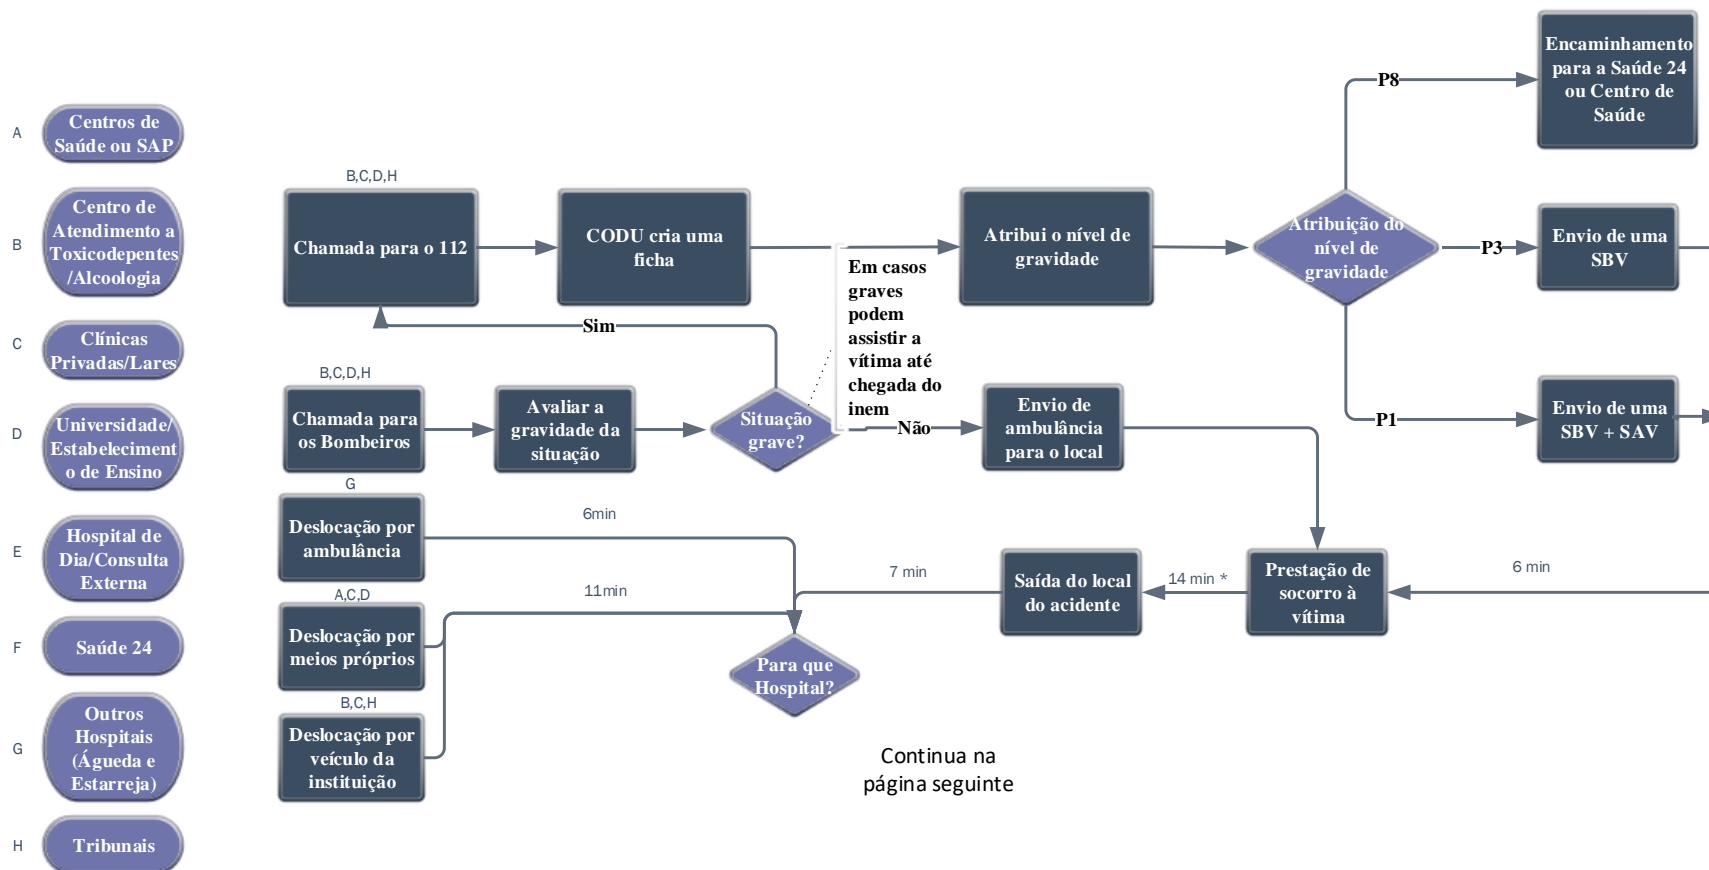 A
Centros de
Saúde ou SAP
B
Centro de
Atendimento a
Toxicodepentes
/Alcoologia
C
Clínicas
Privadas/Lares
D
Universidade/
Estabeleciment
o de Ensino
E
Hospital de
Dia/Consulta
Externa
F
Saúde 24
G
Outros
Hospitais
(Águeda e
Estarreja)
H
Tribunais
B,C,D,H
Chamada para o 112
CODU cria uma
ficha
Atribui o nível de
gravidade
Atribuição do
nível de
gravidade
P8
Encaminhamento
para a Saúde 24
ou Centro de
Saúde
P3
Envio de uma
SBV
P1
Envio de uma
SBV + SAV
Sim
Em casos
graves
podem
assistir a
vítima até
chegada do
inem
B,C,D,H
Chamada para
os Bombeiros
Avaliar a
gravidade da
situação
Situação
grave?
Não
Envio de
ambulância
para o local
G
Deslocação por
ambulância
6min
7 min
Saída do local
do acidente
14 min *
Prestação de
socorro à
vítima
6 min
A,C,D
Deslocação por
meios próprios
11min
Para que
Hospital?
B,C,H
Deslocação por
veículo da
instituição
Continua na
página seguinte